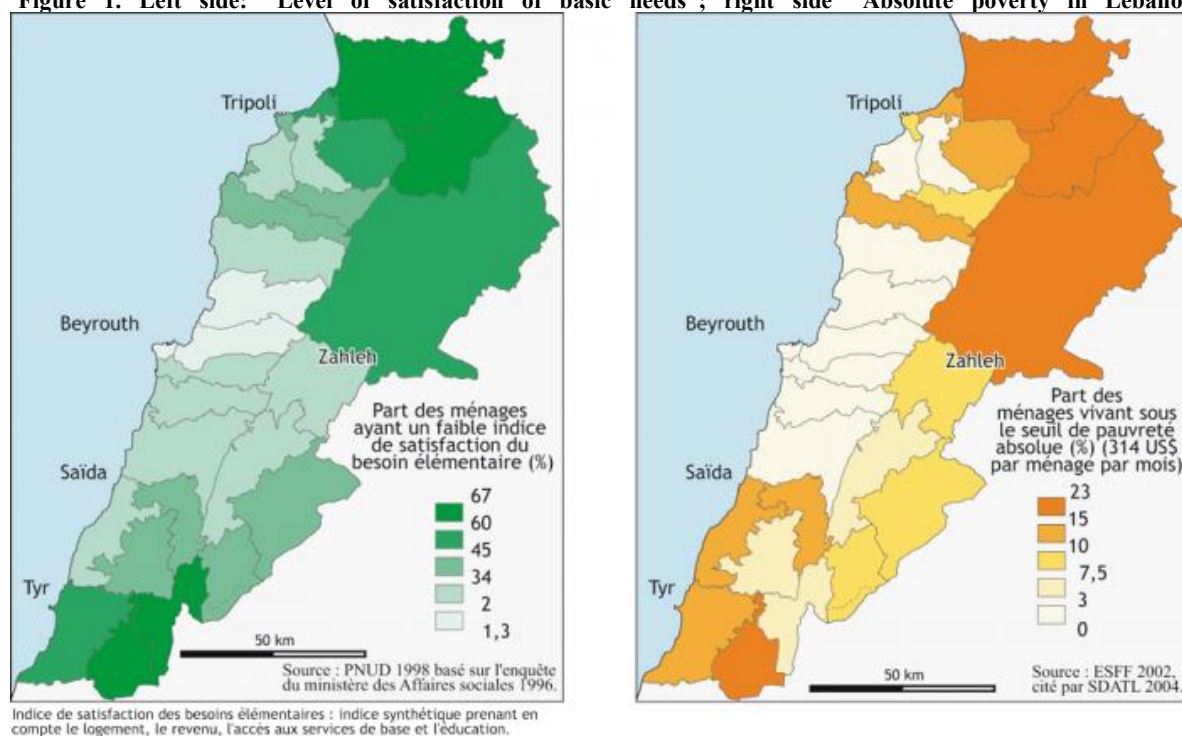 Figure 1. Left side: "Level of satisfaction of basic needs"; right side "Absolute poverty in Lebano
Tripoli
Beyrouth
Zahleh
Saïda
Tyr
Part des ménages
ayant un faible indice
de satisfaction du
besoin élémentaire (%)
67
60
45
34
2
1,3
50 km
Source : PNUD 1998 basé sur l'enquête
du ministère des Affaires sociales 1996.
Indice de satisfaction des besoins élémentaires : indice synthétique prenant en
compte le logement, le revenu, l'accès aux services de base et l'éducation.
Tripoli
Beyrouth
Zahleh
Saïda
Tyr
Part des
ménages vivant sous
le seuil de pauvreté
absolue (%) (314 US$
par ménage par mois)
23
15
10
7,5
3
0
50 km
Source : ESFF 2002,
cité par SDATL 2004.